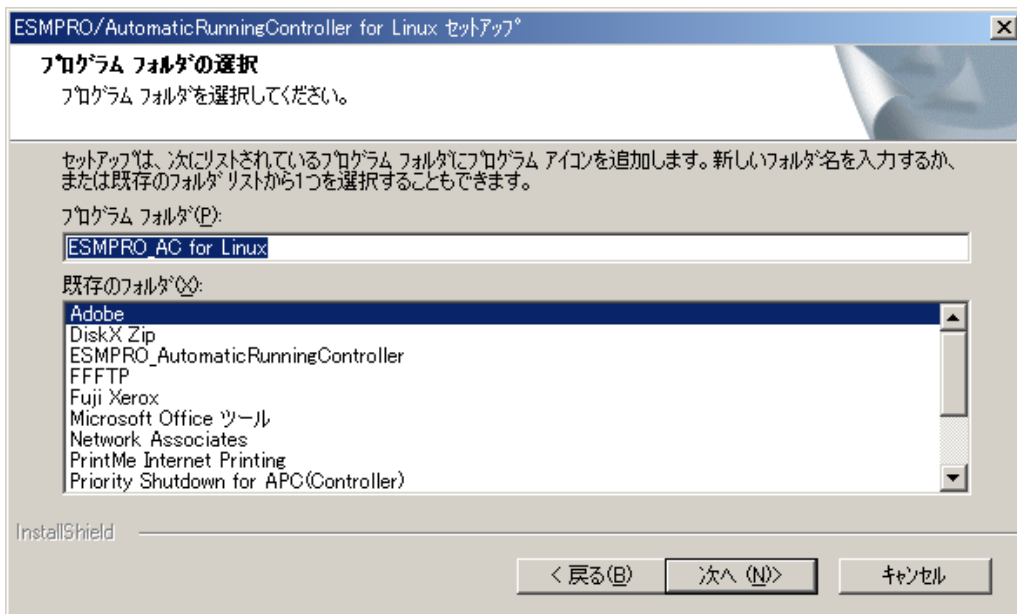 ESMPRO/AutomaticRunningController for Linux ｾｯﾄｱｯﾌﾟ
ﾌﾟﾛｸﾞﾗﾑ ﾌｫﾙﾀﾞの選択
ﾌﾟﾛｸﾞﾗﾑ ﾌｫﾙﾀﾞを選択してください。
ｾｯﾄｱｯﾌﾟは、次にﾘｽﾄされているﾌﾟﾛｸﾞﾗﾑ ﾌｫﾙﾀﾞにﾌﾟﾛｸﾞﾗﾑ ｱｲｺﾝを追加します。新しいﾌｫﾙﾀﾞ名を入力するか、
または既存のﾌｫﾙﾀﾞ ﾘｽﾄから1つを選択することもできます。
ﾌﾟﾛｸﾞﾗﾑ ﾌｫﾙﾀﾞ(P):
ESMPRO_AC for Linux
既存のﾌｫﾙﾀﾞ(X):
Adobe
DiskX Zip
ESMPRO_AutomaticRunningController
FFFTP
Fuji Xerox
Microsoft Office ツール
Network Associates
PrintMe Internet Printing
Priority Shutdown for APC(Controller)
InstallShield
< 戻る(B)
次へ (N)>
ｷｬﾝｾﾙ